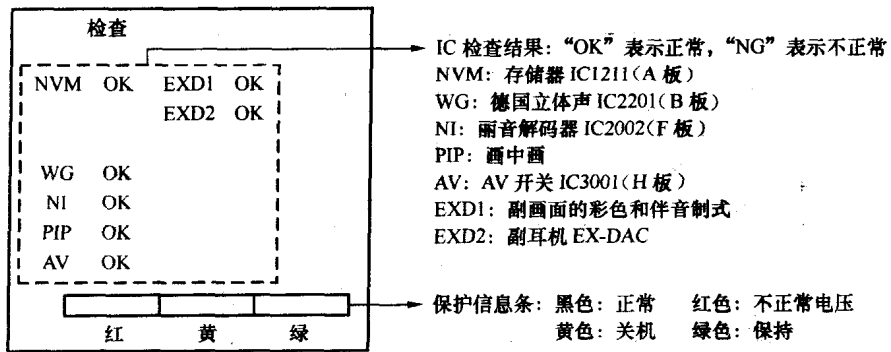 检查
NVM OK EXD1 OK
EXD2 OK
WG OK
NI OK
PIP OK
AV OK
红 黄 绿
IC 检查结果：“OK”表示正常，“NG”表示不正常
NVM：存储器 IC1211（A 板）
WG：德国立体声 IC2201（B 板）
NI：丽音解码器 IC2002（F 板）
PIP：画中画
AV：AV 开关 IC3001（H 板）
EXD1：副画面的彩色和伴音制式
EXD2：副耳机 EX-DAC
保护信息条：黑色：正常 红色：不正常电压
黄色：关机 绿色：保持